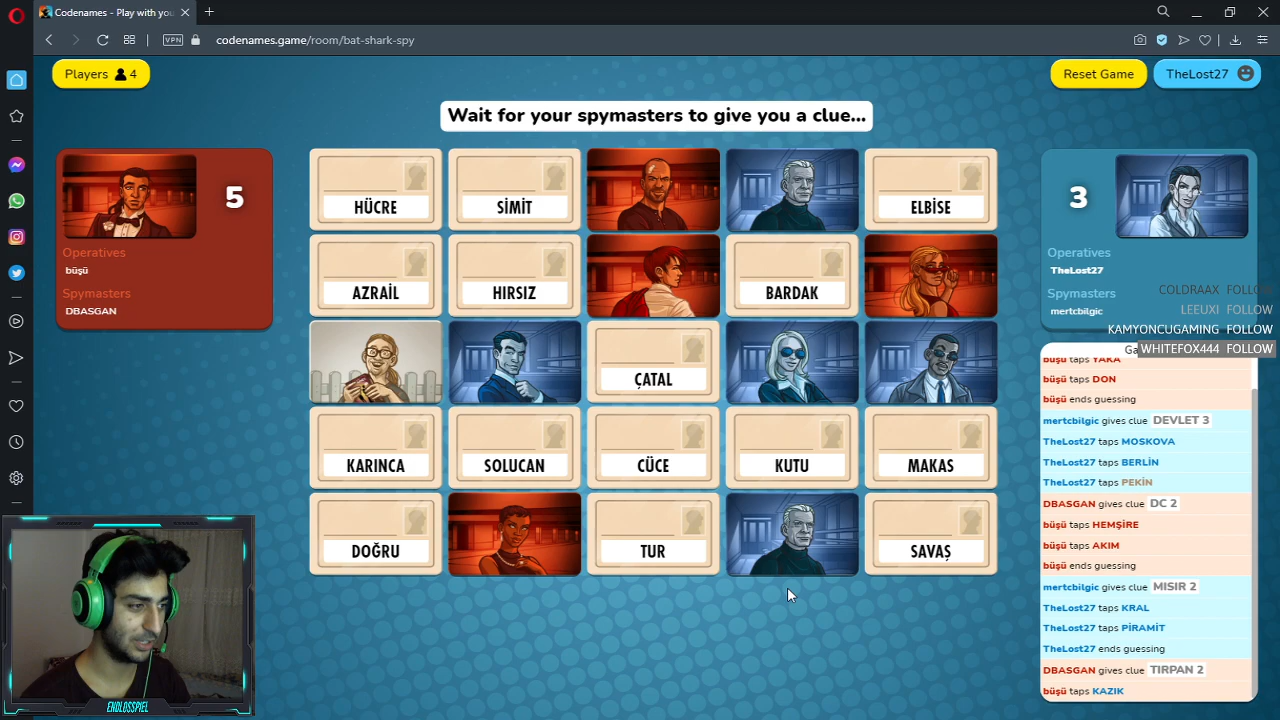 Codenames - Play with you
VPN
codenames.game/room/bat-shark-spy
Players 4
Reset Game
TheLost27
Wait for your spymasters to give you a clue...
5
Operatives
büşü
Spymasters
DBASGAN
HÜCRE
SİMİT
ELBİSE
AZRAİL
HIRSIZ
BARDAK
ÇATAL
KARINCA
SOLUCAN
CÜCE
KUTU
MAKAS
DOĞRU
TUR
SAVAŞ
3
Operatives
TheLost27
Spymasters
mertcbilgic
COLDRAAX FOLLOW
LEEUXI FOLLOW
KAMYONCUGAMING FOLLOW
WHITEFOX444 FOLLOW
büşü taps YAKA
büşü taps DON
büşü ends guessing
mertcbilgic gives clue DEVLET 3
TheLost27 taps MOSKOVA
TheLost27 taps BERLİN
TheLost27 taps PEKİN
DBASGAN gives clue DC 2
büşü taps HEMŞİRE
büşü taps AKIM
büşü ends guessing
mertcbilgic gives clue MISIR 2
TheLost27 taps KRAL
TheLost27 taps PİRAMİT
TheLost27 ends guessing
DBASGAN gives clue TIRPAN 2
büşü taps KAZIK
ENDLOSSPIEL